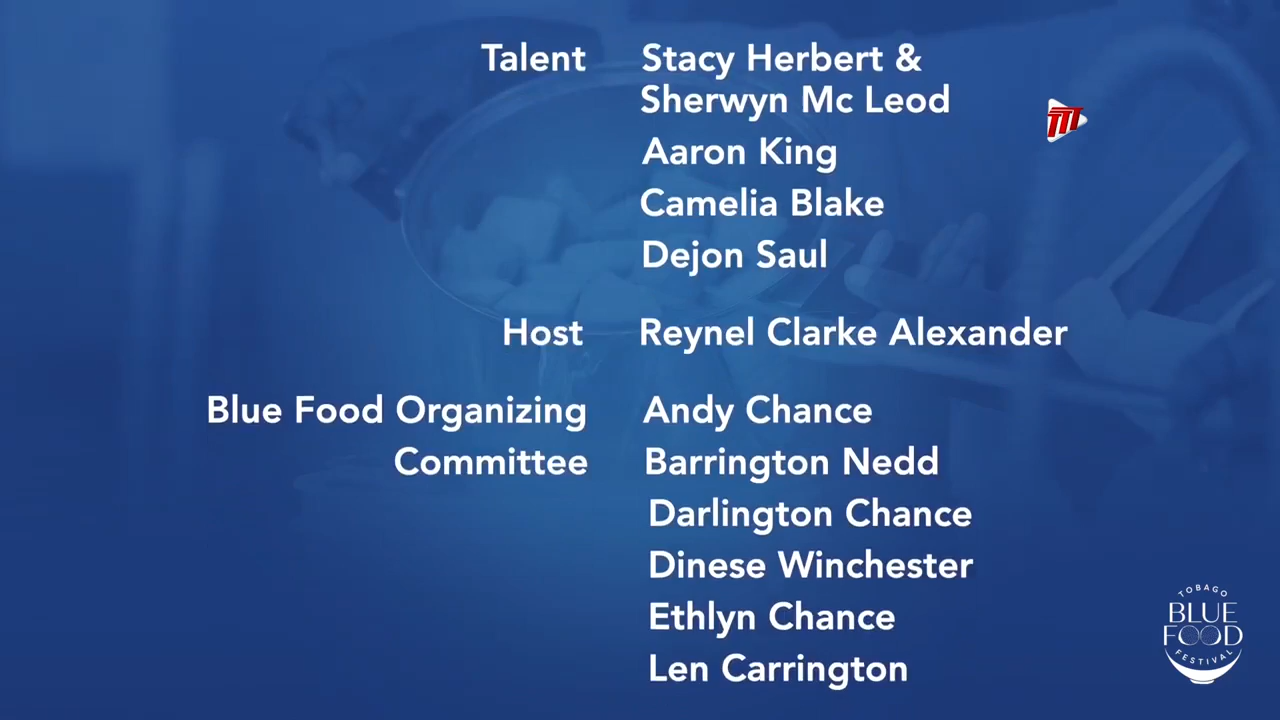 Talent Stacy Herbert &
Sherwyn Mc Leod
TTT
Aaron King
Camelia Blake
Dejon Saul
Host Reynel Clarke Alexander
Blue Food Organizing Andy Chance
Committee Barrington Nedd
Darlington Chance
Dinese Winchester
Ethlyn Chance
Len Carrington
TOBAGO
BLUE
FOOD
FESTIVAL